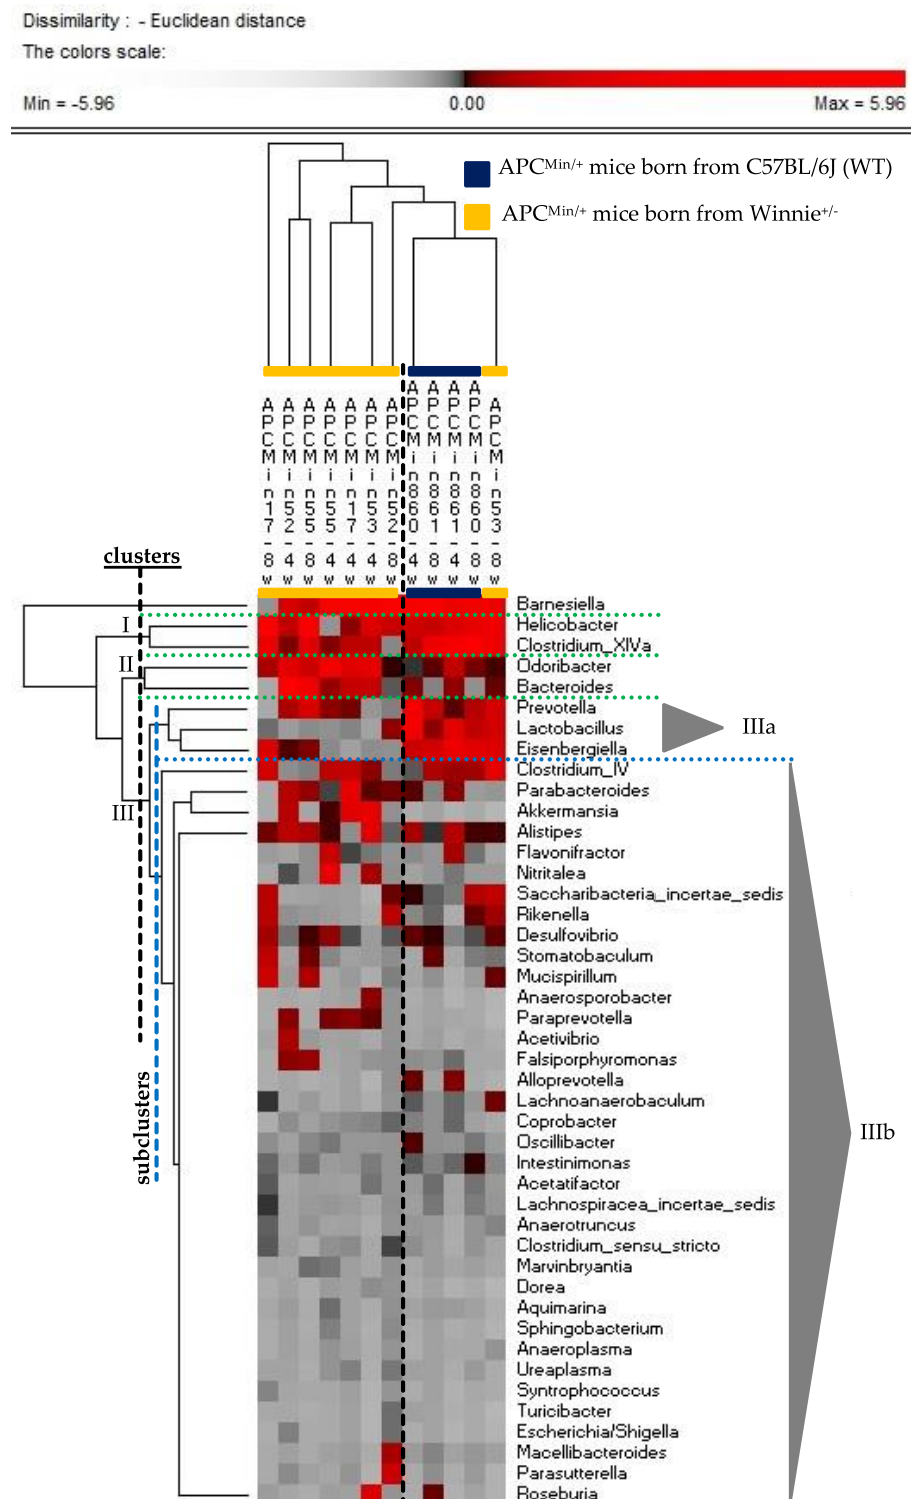 Dissimilarity : - Euclidean distance
The colors scale:
Min = -5.96 0.00 Max = 5.96
APCMin/+ mice born from C57BL/6J (WT)
APCMin/+ mice born from Winnie+/-
APCMin17-8w
APCMin52-4w
APCMin55-8w
APCMin55-4w
APCMin17-4w
APCMin53-4w
APCMin52-8w
APCMin860-4w
APCMin861-8w
APCMin861-4w
APCMin860-8w
APCMin53-8w
clusters
Barnesiella
I
Helicobacter
Clostridium_XIVa
II
Odoribacter
Bacteroides
Prevotella
Lactobacillus
IIIa
Eisenbergiella
Clostridium_IV
Parabacteroides
III
Akkermansia
Alistipes
Flavonifractor
Nitritalea
Saccharibacteria_incertae_sedis
Rikenella
Desulfovibrio
Stomatobaculum
Mucispirillum
Anaerosporobacter
Paraprevotella
Acetivibrio
Falsiporphyromonas
Alloprevotella
Lachnoanaerobaculum
subclusters
Coprobacter
IIIb
Oscillibacter
Intestinimonas
Acetatifactor
Lachnospiracea_incertae_sedis
Anaerotruncus
Clostridium_sensu_stricto
Marvinbryantia
Dorea
Aquimarina
Sphingobacterium
Anaeroplasma
Ureaplasma
Syntrophococcus
Turicibacter
Escherichia/Shigella
Macellibacteroides
Parasutterella
Roseburia